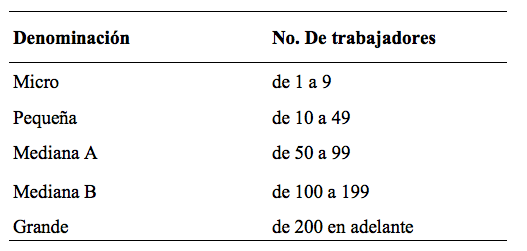 Denominación No. De trabajadores
Micro de 1 a 9
Pequeña de 10 a 49
Mediana A de 50 a 99
Mediana B de 100 a 199
Grande de 200 en adelante